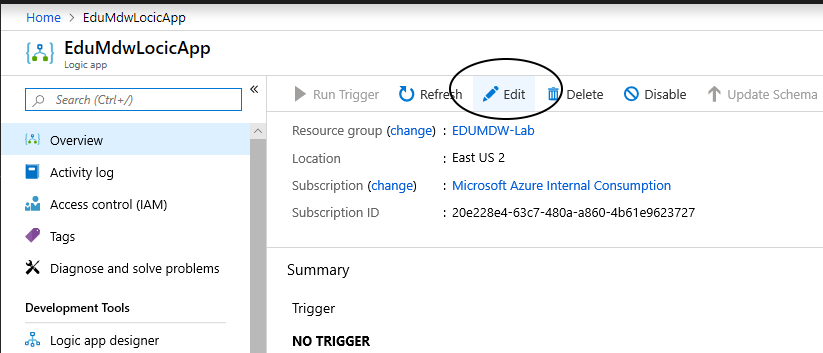 Home > EduMdwLocicApp
EduMdwLocicApp
Logic app
Search (Ctrl+/)
«
Overview
Activity log
Access control (IAM)
Tags
Diagnose and solve problems
Development Tools
Logic app designer
Run Trigger Refresh Edit Delete Disable Update Schema
Resource group (change) : EDUMDW-Lab
Location : East US 2
Subscription (change) : Microsoft Azure Internal Consumption
Subscription ID : 20e228e4-63c7-480a-a860-4b61e9623727
Summary
Trigger
NO TRIGGER